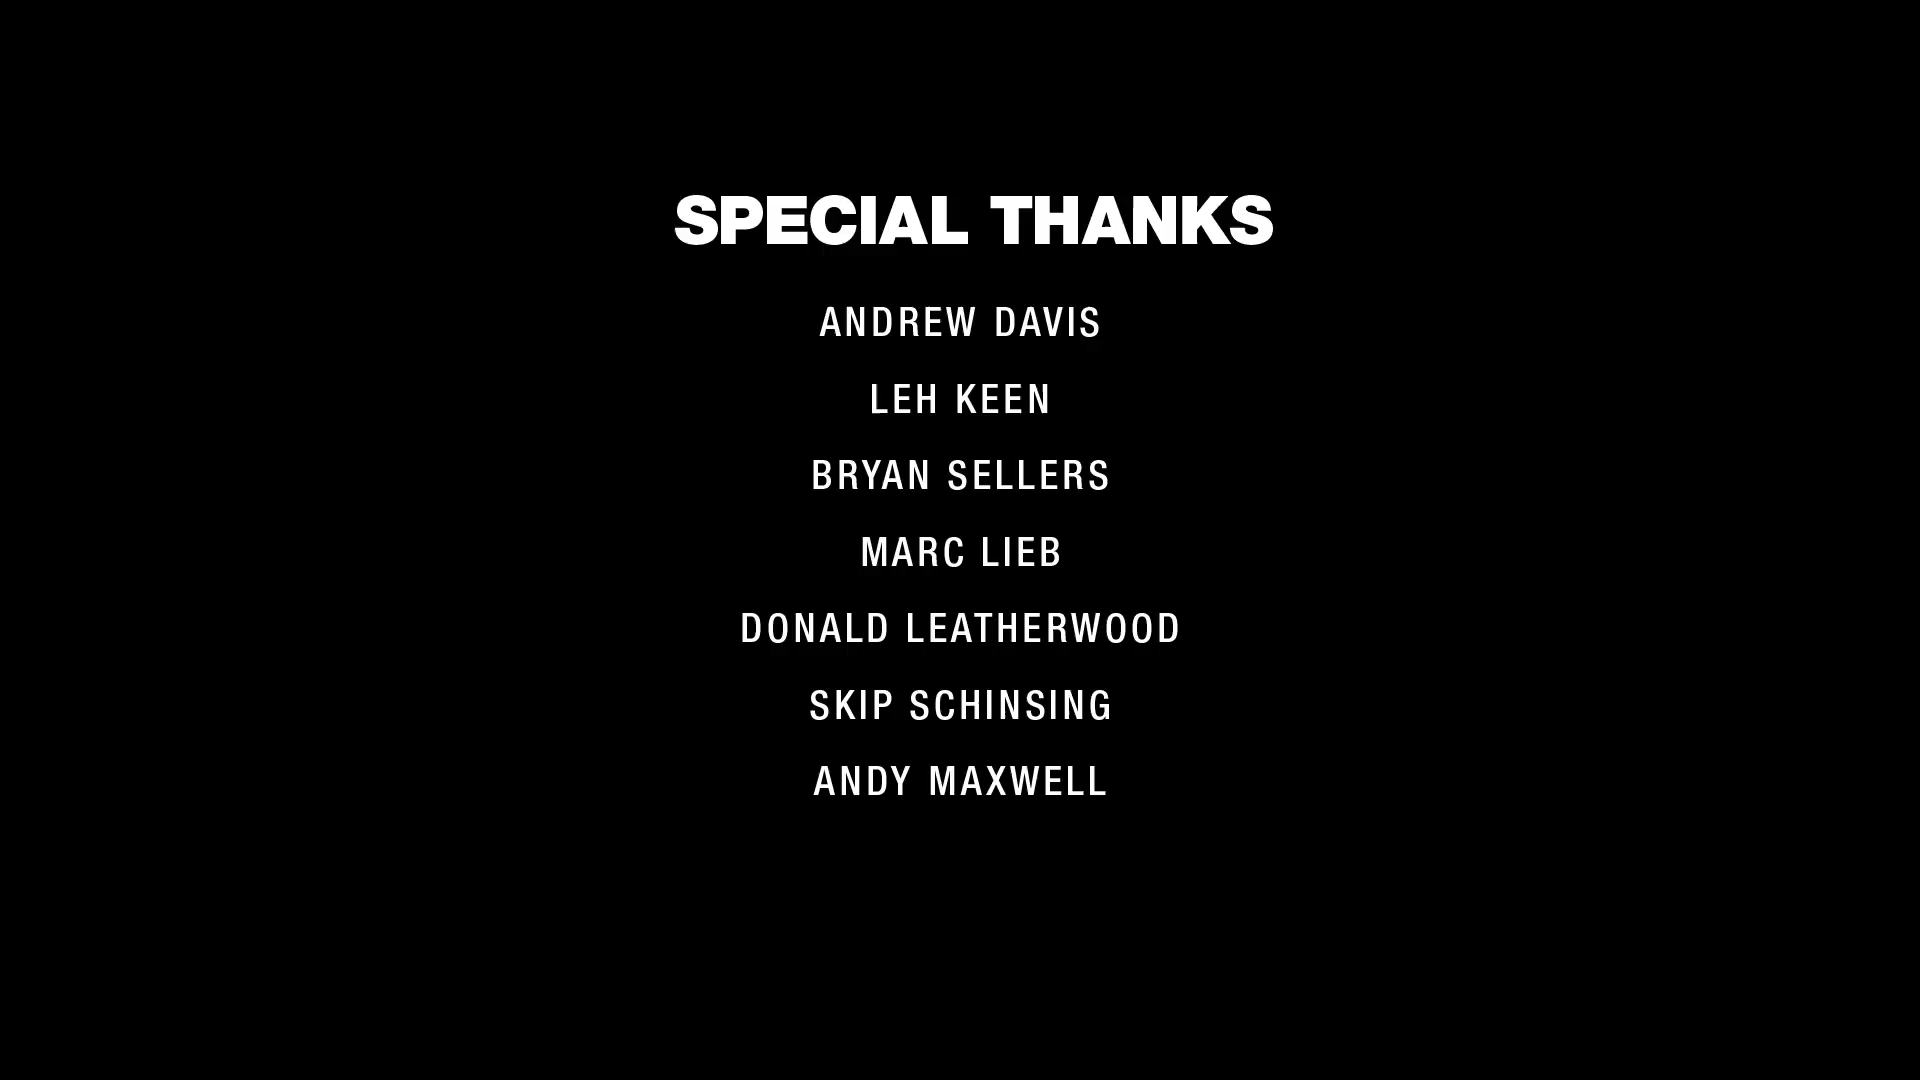 SPECIAL THANKS
ANDREW DAVIS
LEH KEEN
BRYAN SELLERS
MARC LIEB
DONALD LEATHERWOOD
SKIP SCHINSING
ANDY MAXWELL